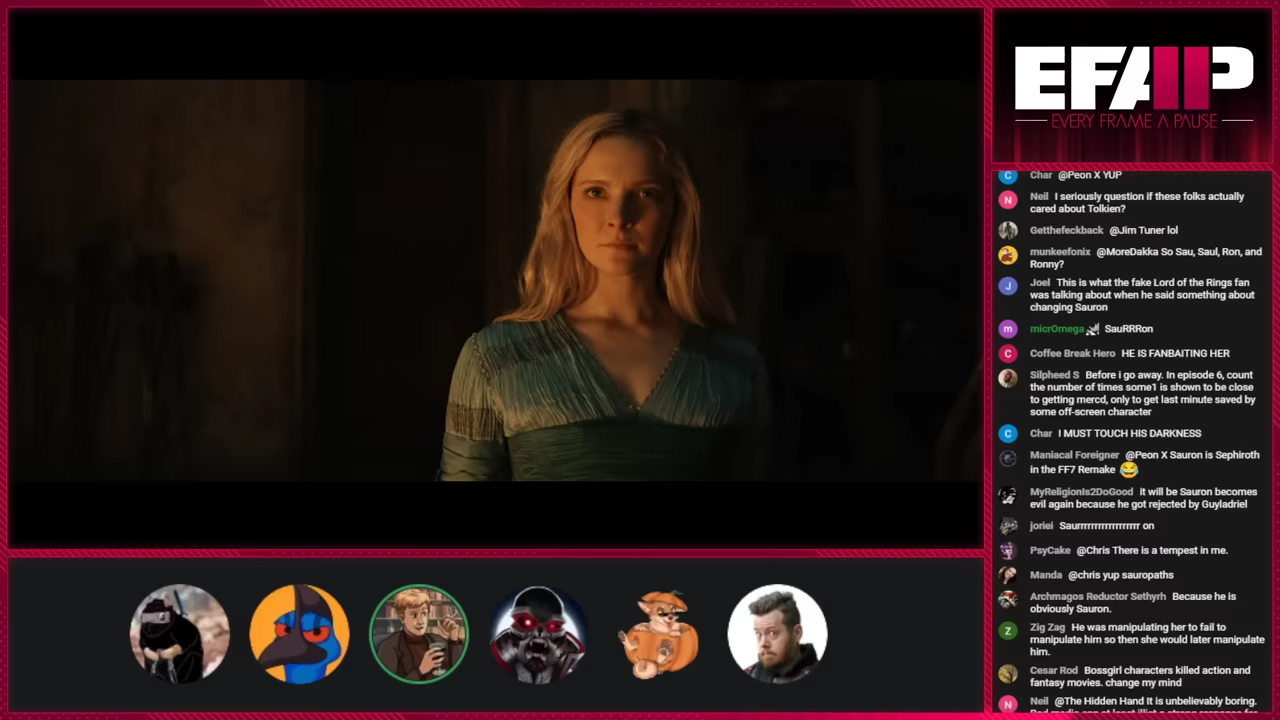 EFAP
EVERY FRAME A PAUSE
C Char @Peon X YUP
N Neil I seriously question if these folks actually
cared about Tolkien?
Getthefeckback @Jim Tuner lol
munkeefonix @MoreDakka So Sau, Saul, Ron, and
Ronny?
J Joel This is what the fake Lord of the Rings fan
was talking about when he said something about
changing Sauron
m micrOmega SauRRRon
C Coffee Break Hero HE IS FANBAITING HER
Silpheed S Before i go away. In episode 6, count
the number of times some1 is shown to be close
to getting mercd, only to get last minute saved by
some off-screen character
C Char I MUST TOUCH HIS DARKNESS
Maniacal Foreigner @Peon X Sauron is Sephiroth
in the FF7 Remake 😂
MyReligionIs2DoGood It will be Sauron becomes
evil again because he got rejected by Guyladriel
joriei Saurrrrrrrrrrrrrrrrrr on
PsyCake @Chris There is a tempest in me.
Manda @chris yup sauropaths
Archmagos Reductor Sethyrh Because he is
obviously Sauron.
Z Zig Zag He was manipulating her to fail to
manipulate him so then she would later manipulate
him.
Cesar Rod Bossgirl characters killed action and
fantasy movies. change my mind
N Neil @The Hidden Hand It is unbelievably boring.